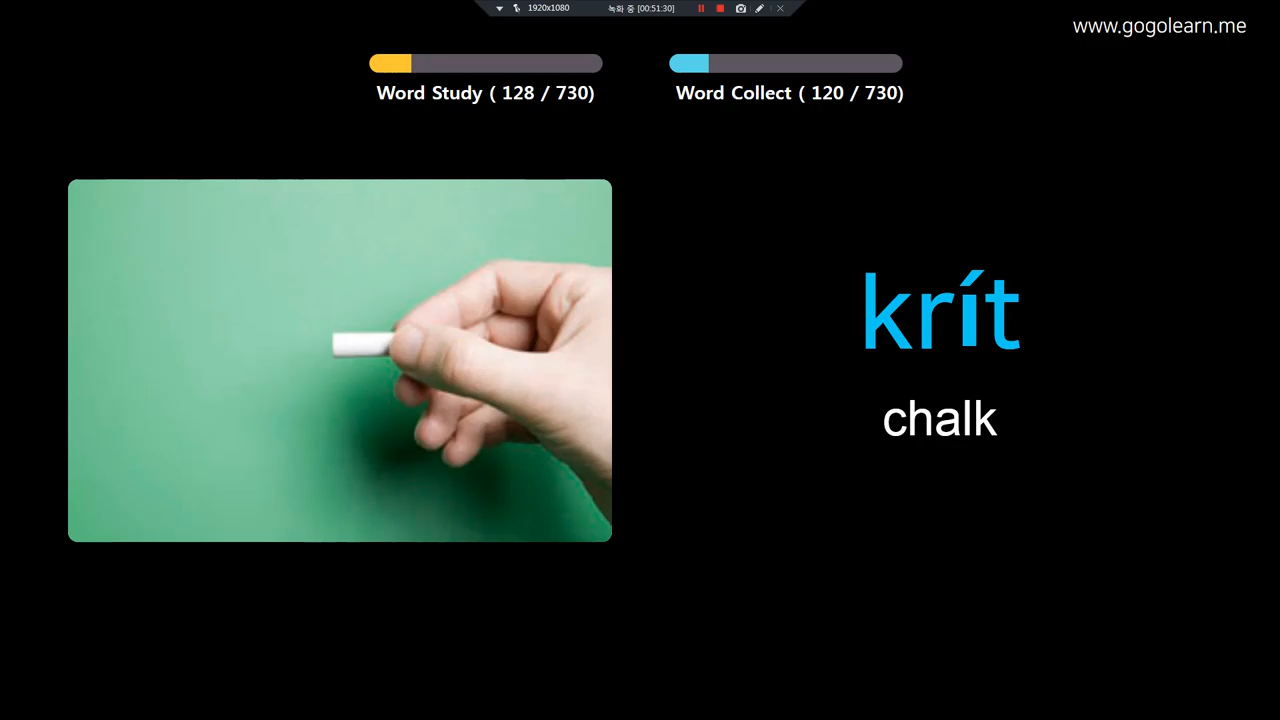 1920x1080 녹화 중 [00:51:30]
www.gogolearn.me
Word Study ( 128 / 730)
Word Collect ( 120 / 730)
krít
chalk